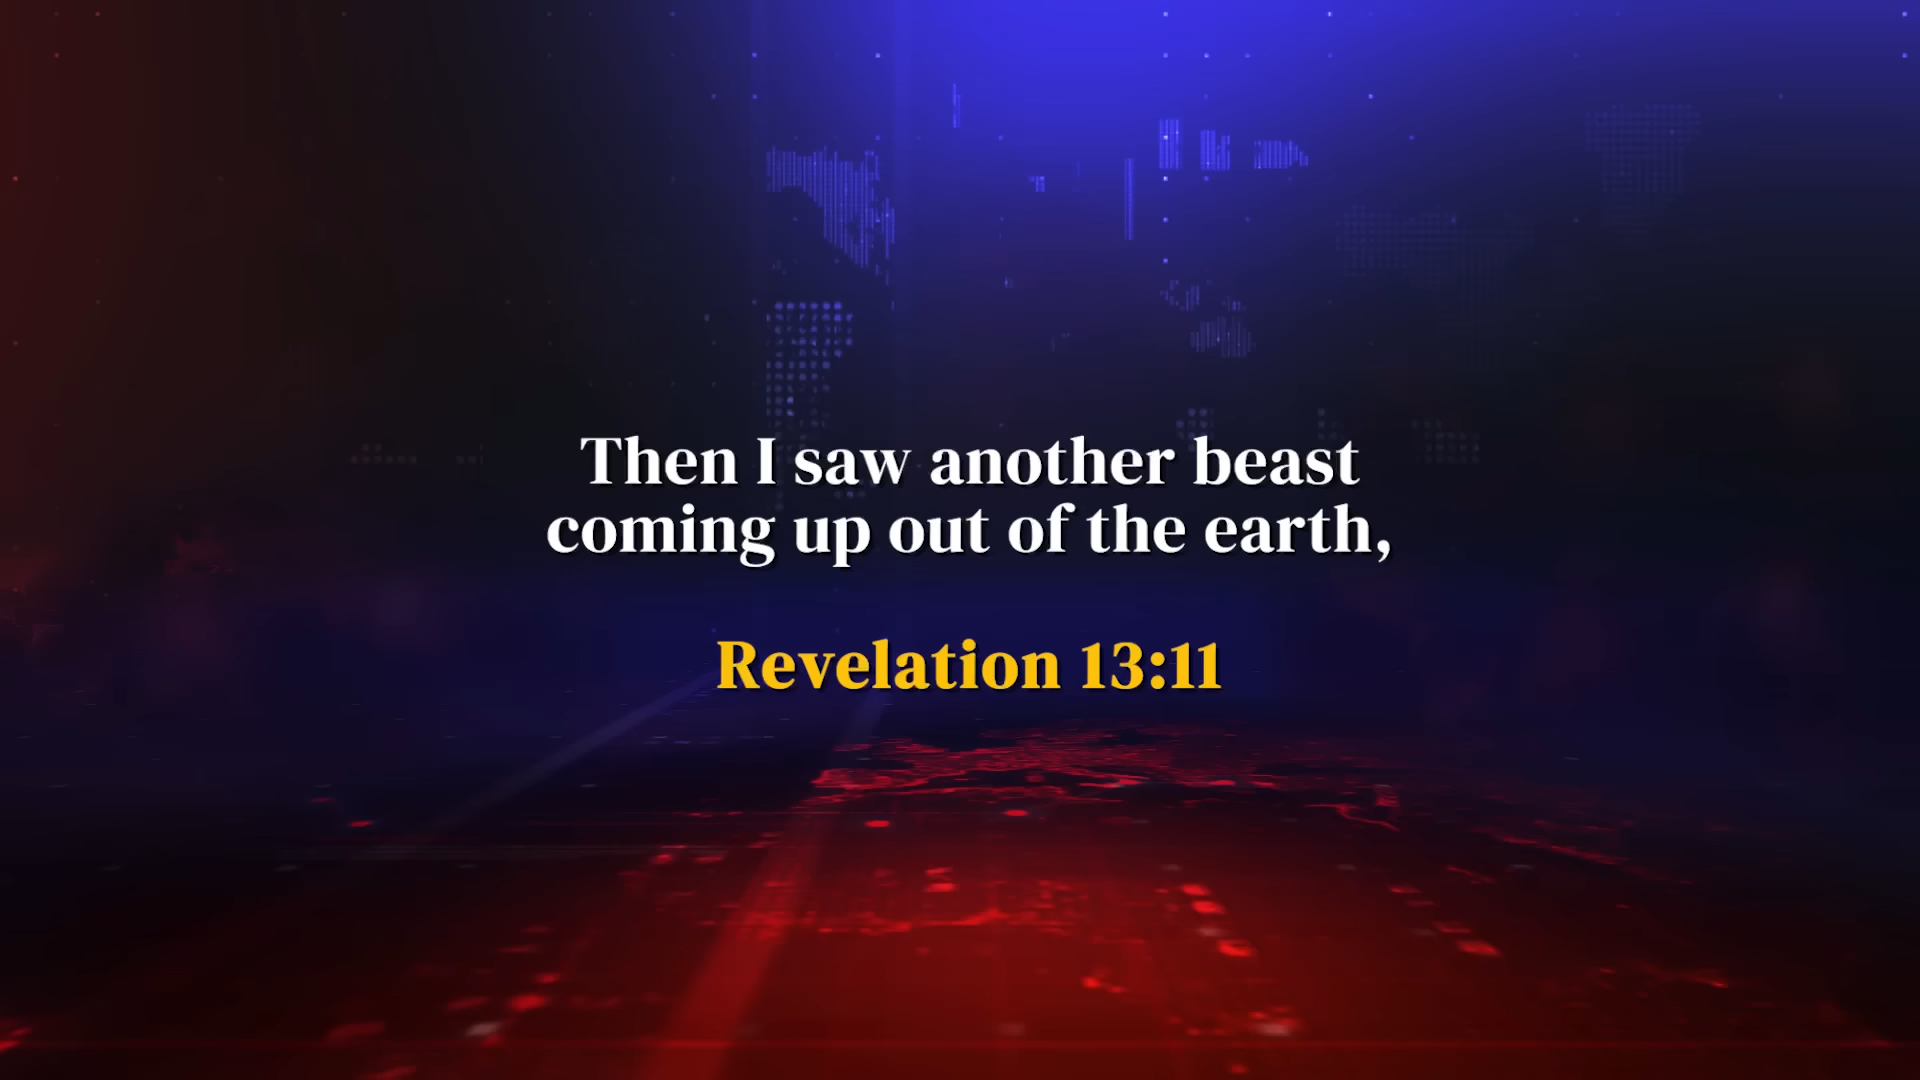 Then I saw another beast
coming up out of the earth,
Revelation 13:11